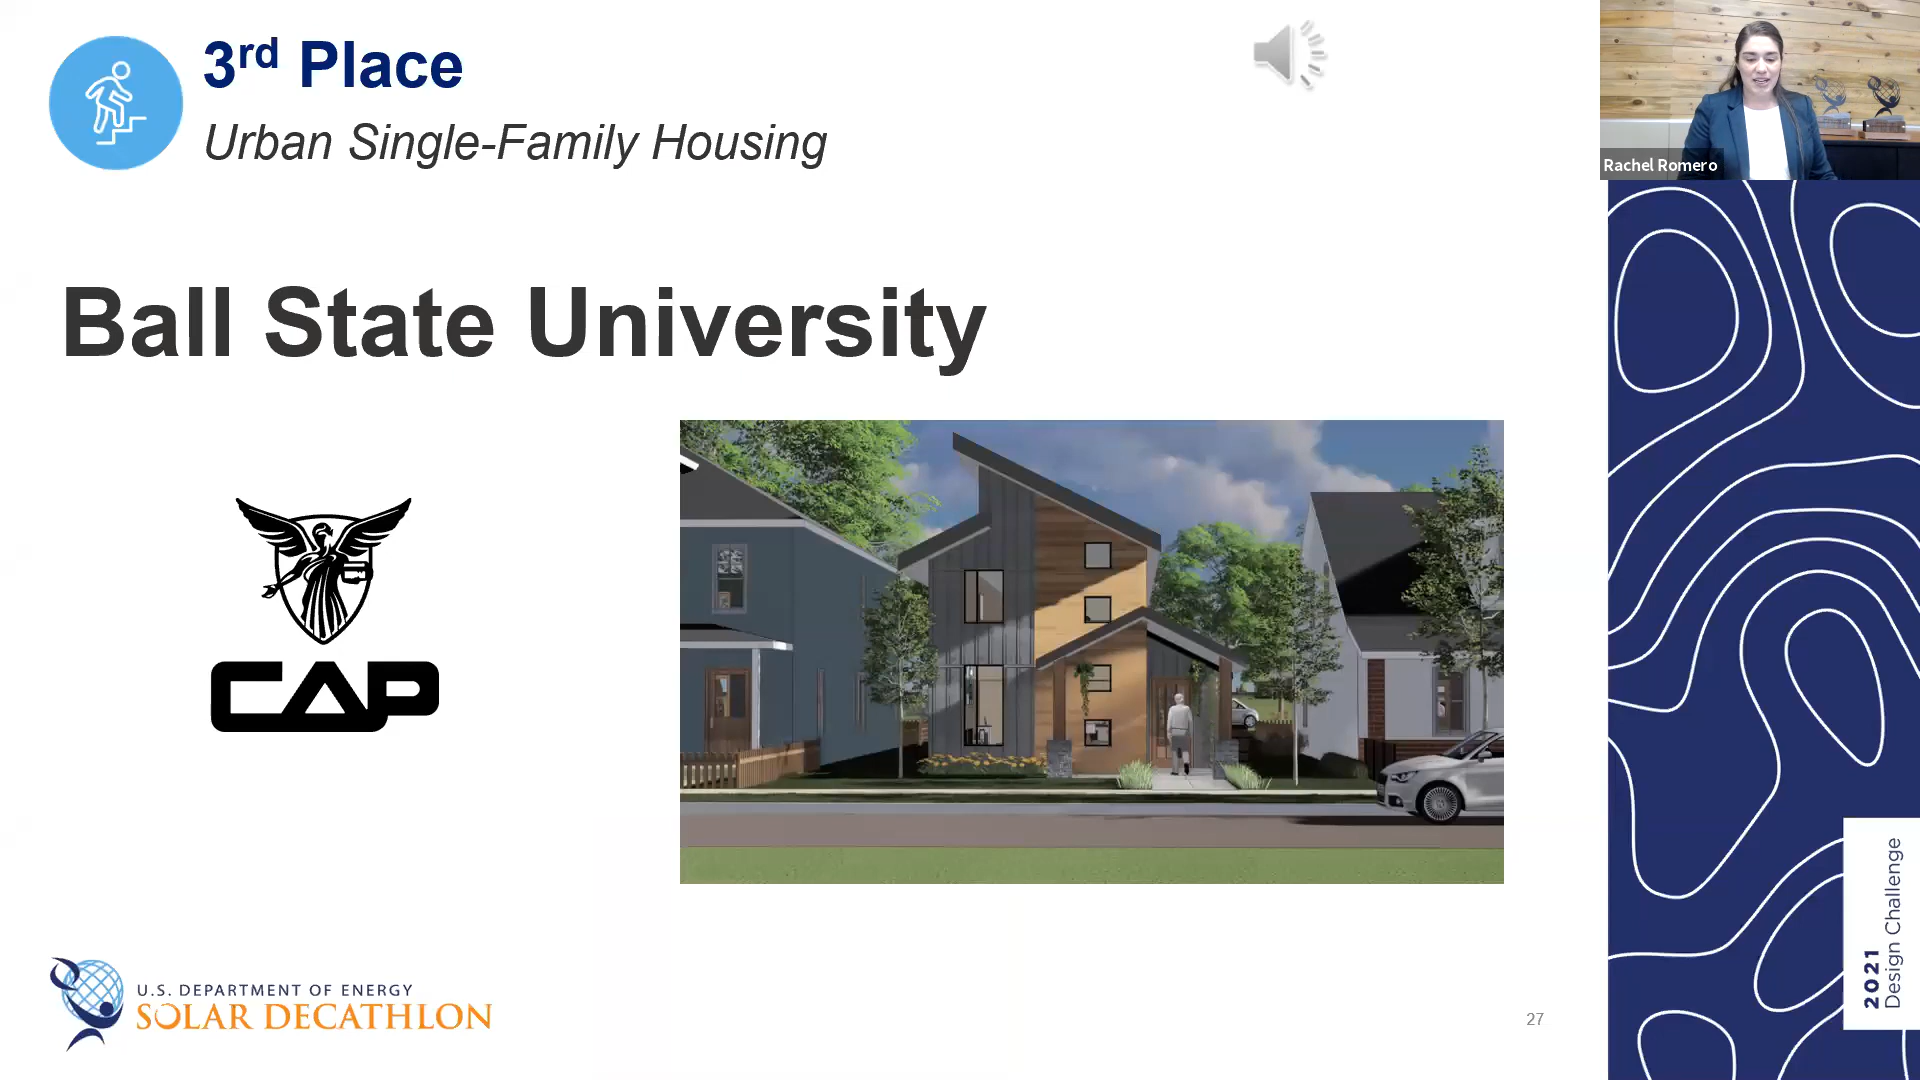 3rd Place
Urban Single-Family Housing
Rachel Romero
Ball State University
CAP
U.S. DEPARTMENT OF ENERGY
SOLAR DECATHLON
27
2021
Design Challenge